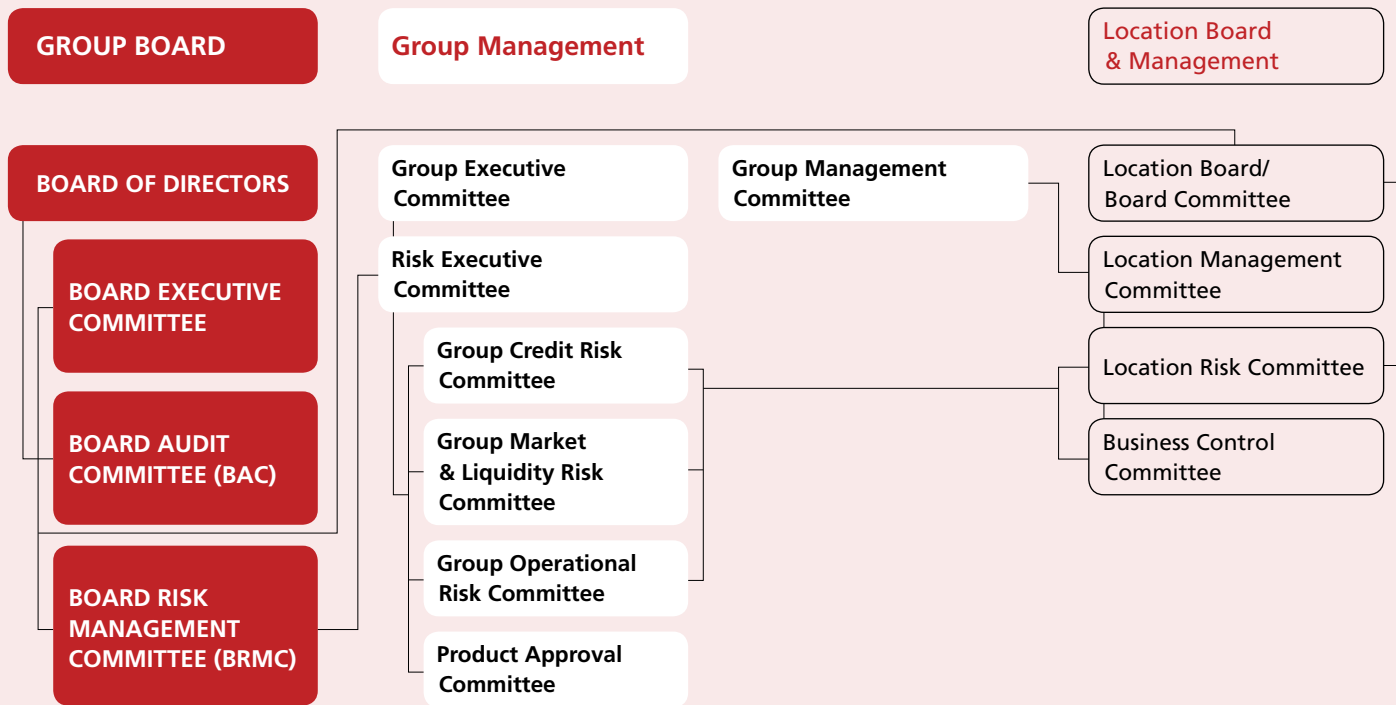 GROUP BOARD
Group Management
Location Board
& Management
BOARD OF DIRECTORS
BOARD EXECUTIVE
COMMITTEE
BOARD AUDIT
COMMITTEE (BAC)
BOARD RISK
MANAGEMENT
COMMITTEE (BRMC)
Group Executive
Committee
Risk Executive
Committee
Group Credit Risk
Committee
Group Market
& Liquidity Risk
Committee
Group Operational
Risk Committee
Product Approval
Committee
Group Management
Committee
Location Board/
Board Committee
Location Management
Committee
Location Risk Committee
Business Control
Committee